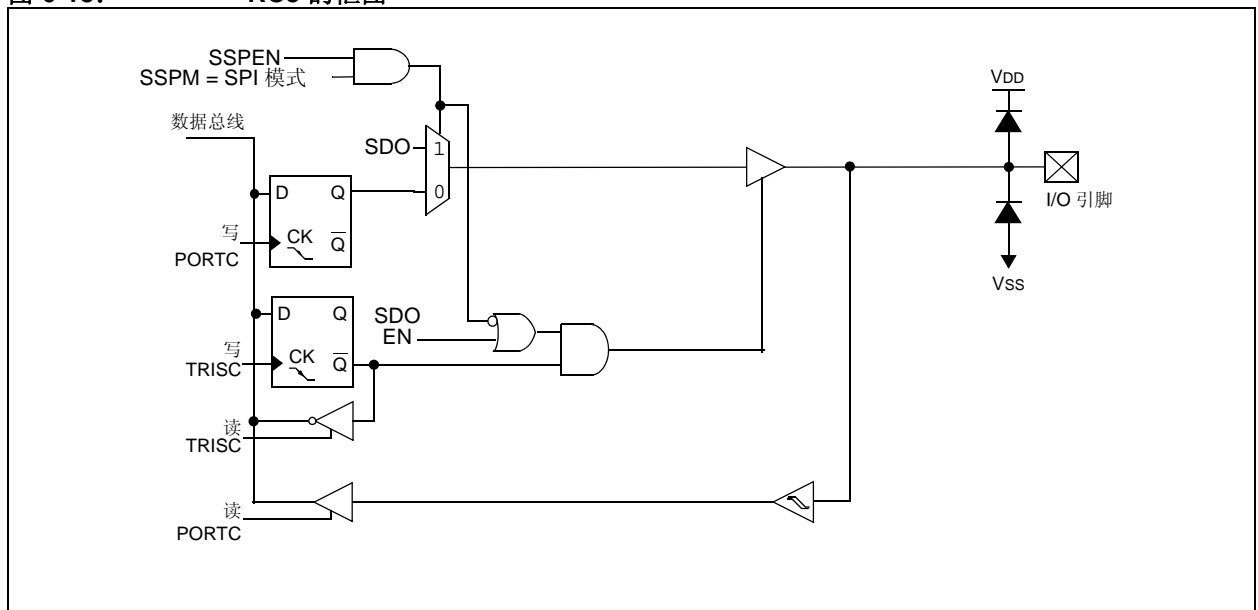 SSPEN
SSPM = SPI 模式
数据总线
SDO
1
0
D Q
CK Q
写
PORTC
D Q
CK Q
写
TRISC
SDO
EN
读
TRISC
读
PORTC
VDD
I/O 引脚
VSS